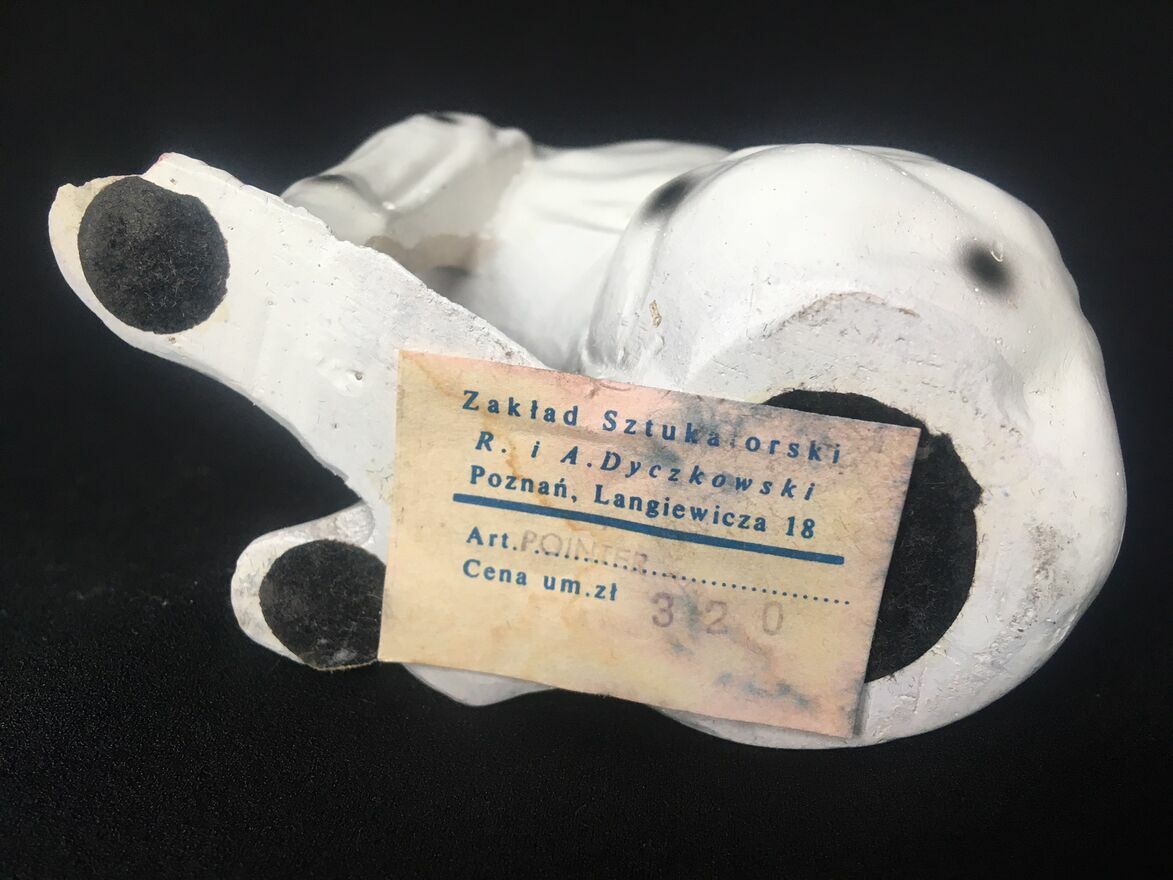 Zakład Sztukatorski
R. i A.Dyczkowski
Poznań, Langiewicza 18
Art. POINTER
Cena um.zł 320